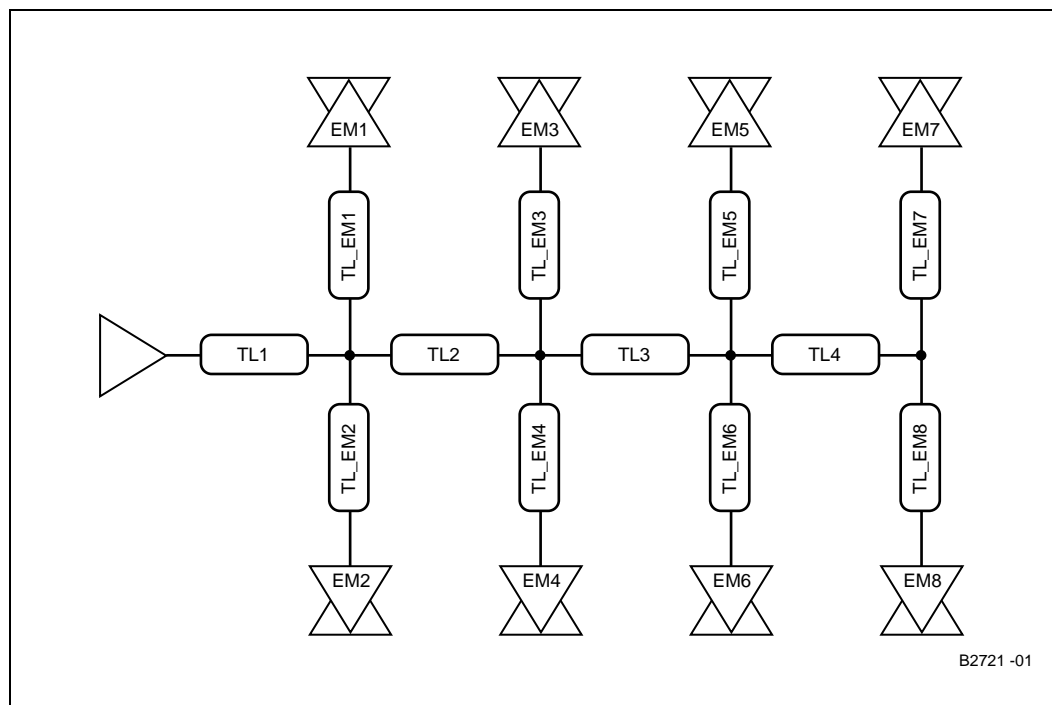 EM1
EM3
EM5
EM7
TL_EM1
TL_EM3
TL_EM5
TL_EM7
TL1
TL2
TL3
TL4
TL_EM2
TL_EM4
TL_EM6
TL_EM8
EM2
EM4
EM6
EM8
B2721 -01